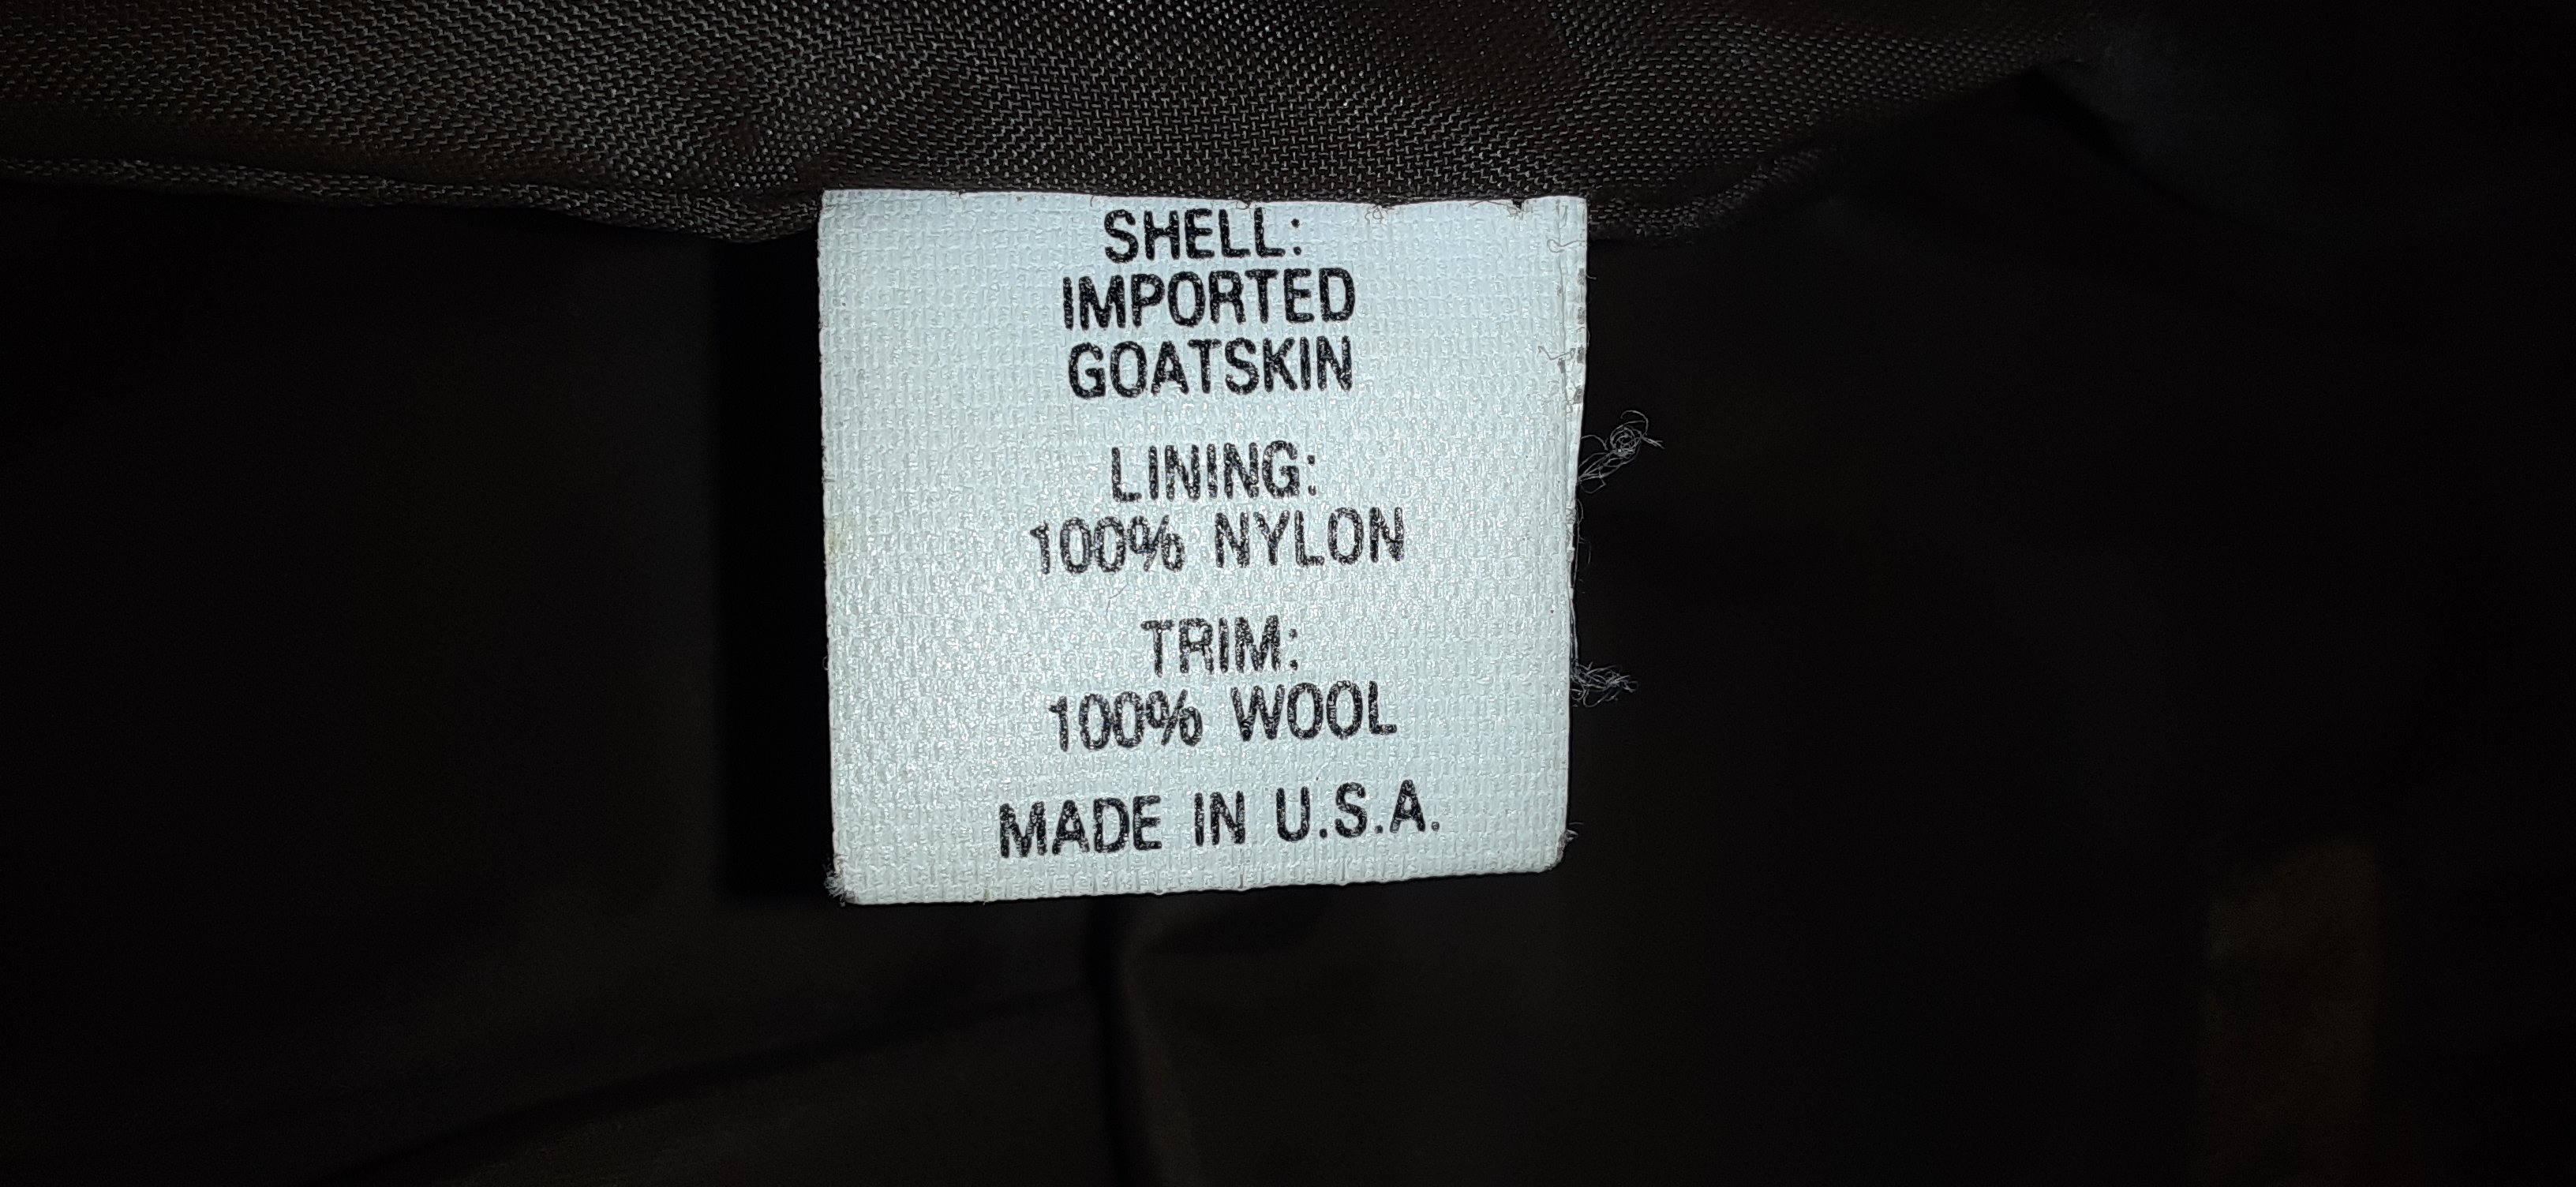 SHELL:
IMPORTED
GOATSKIN
LINING:
100% NYLON
TRIM:
100% WOOL
MADE IN U.S.A.